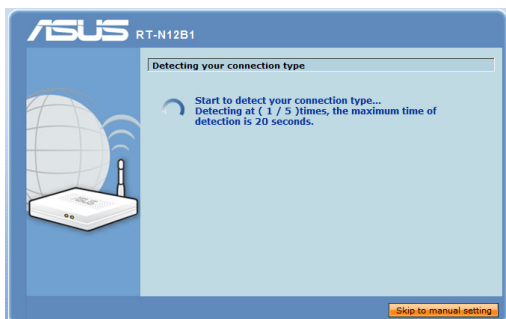 ASUS RT-N12B1
Detecting your connection type
Start to detect your connection type...
Detecting at ( 1 / 5 )times, the maximum time of
detection is 20 seconds.
ASUS
Skip to manual setting